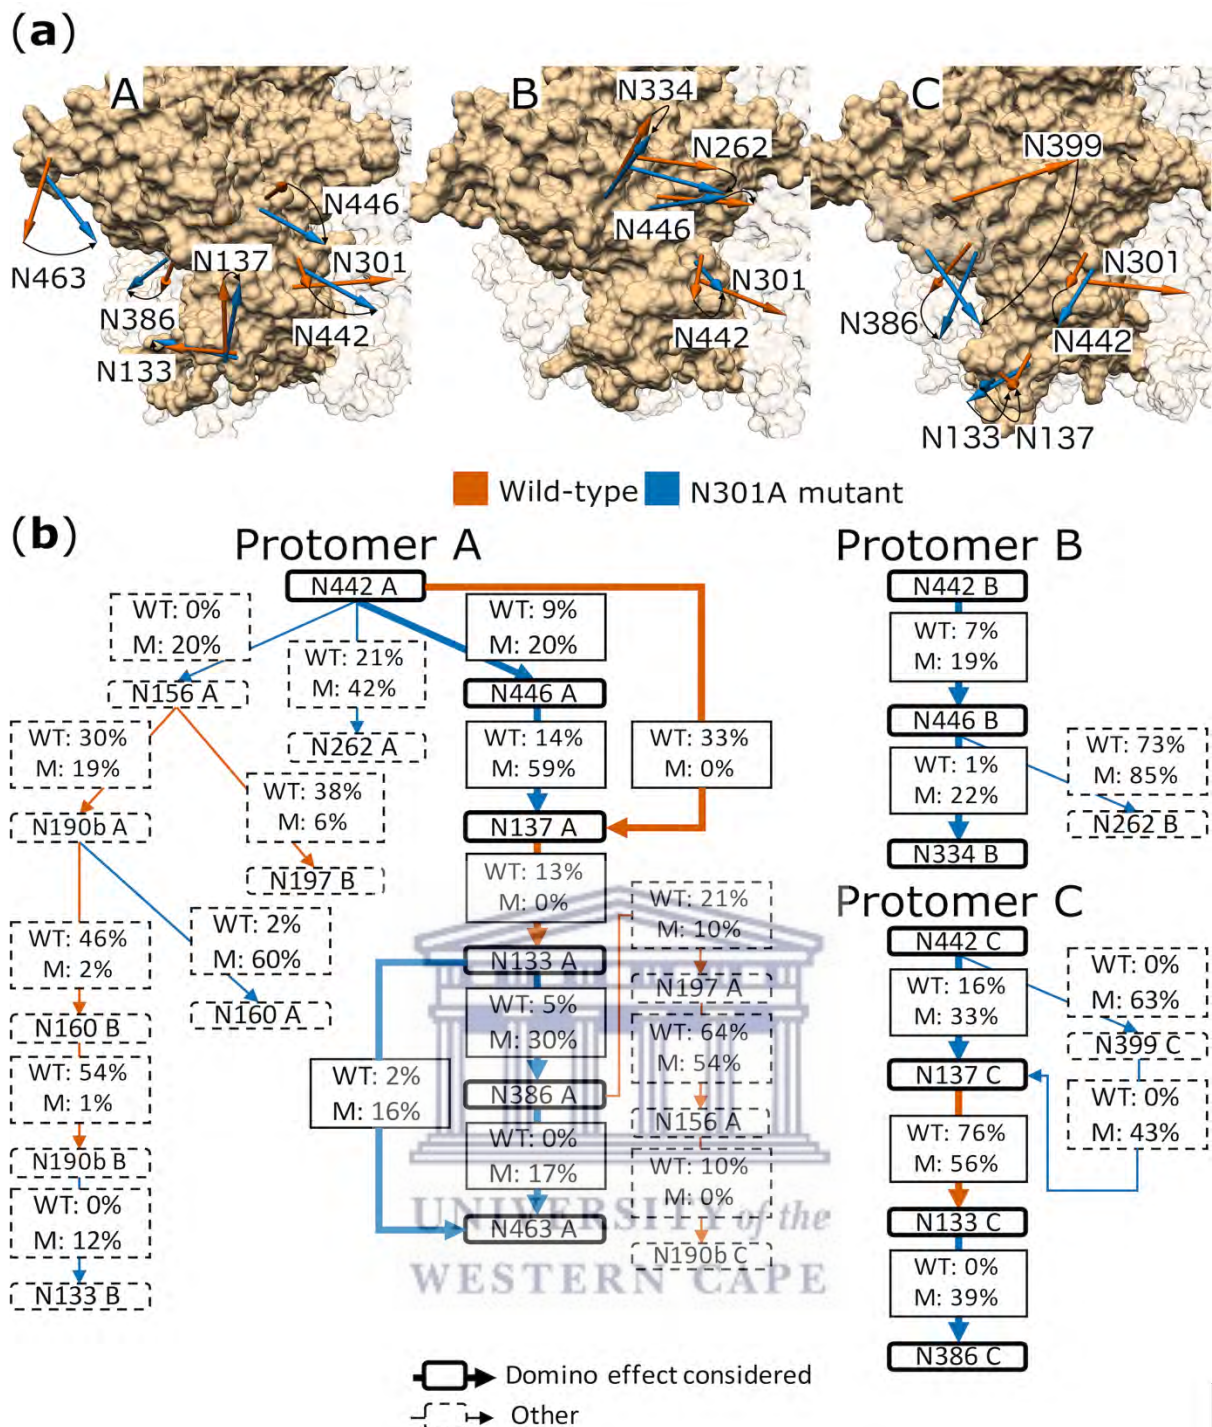 (a)
A
B
C
N334
N399
N262
N446
N446
N137
N301
N301
N301
N463
N386
N386
N442
N442
N442
N133
N133 N137
Wild-type N301A mutant
(b)
Protomer A
N442 A
WT: 0%
M: 20%
WT: 21%
M: 42%
WT: 9%
M: 20%
N156 A
N446 A
N262 A
WT: 30%
M: 19%
WT: 14%
M: 59%
WT: 33%
M: 0%
WT: 38%
M: 6%
N190b A
N137 A
N197 B
WT: 13%
M: 0%
WT: 21%
M: 10%
WT: 46%
M: 2%
WT: 2%
M: 60%
N133 A
N197 A
N160 A
N160 B
WT: 5%
M: 30%
WT: 64%
M: 54%
WT: 54%
M: 1%
WT: 2%
M: 16%
N386 A
N156 A
N190b B
WT: 0%
M: 17%
WT: 10%
M: 0%
WT: 0%
M: 12%
N463 A
N190b C
N133 B
Protomer B
N442 B
WT: 7%
M: 19%
N446 B
WT: 1%
M: 22%
WT: 73%
M: 85%
N262 B
N334 B
Protomer C
N442 C
WT: 16%
M: 33%
WT: 0%
M: 63%
N399 C
N137 C
WT: 0%
M: 43%
WT: 76%
M: 56%
N133 C
WT: 0%
M: 39%
N386 C
UNIVERSITY of the
WESTERN CAPE
Domino effect considered
Other